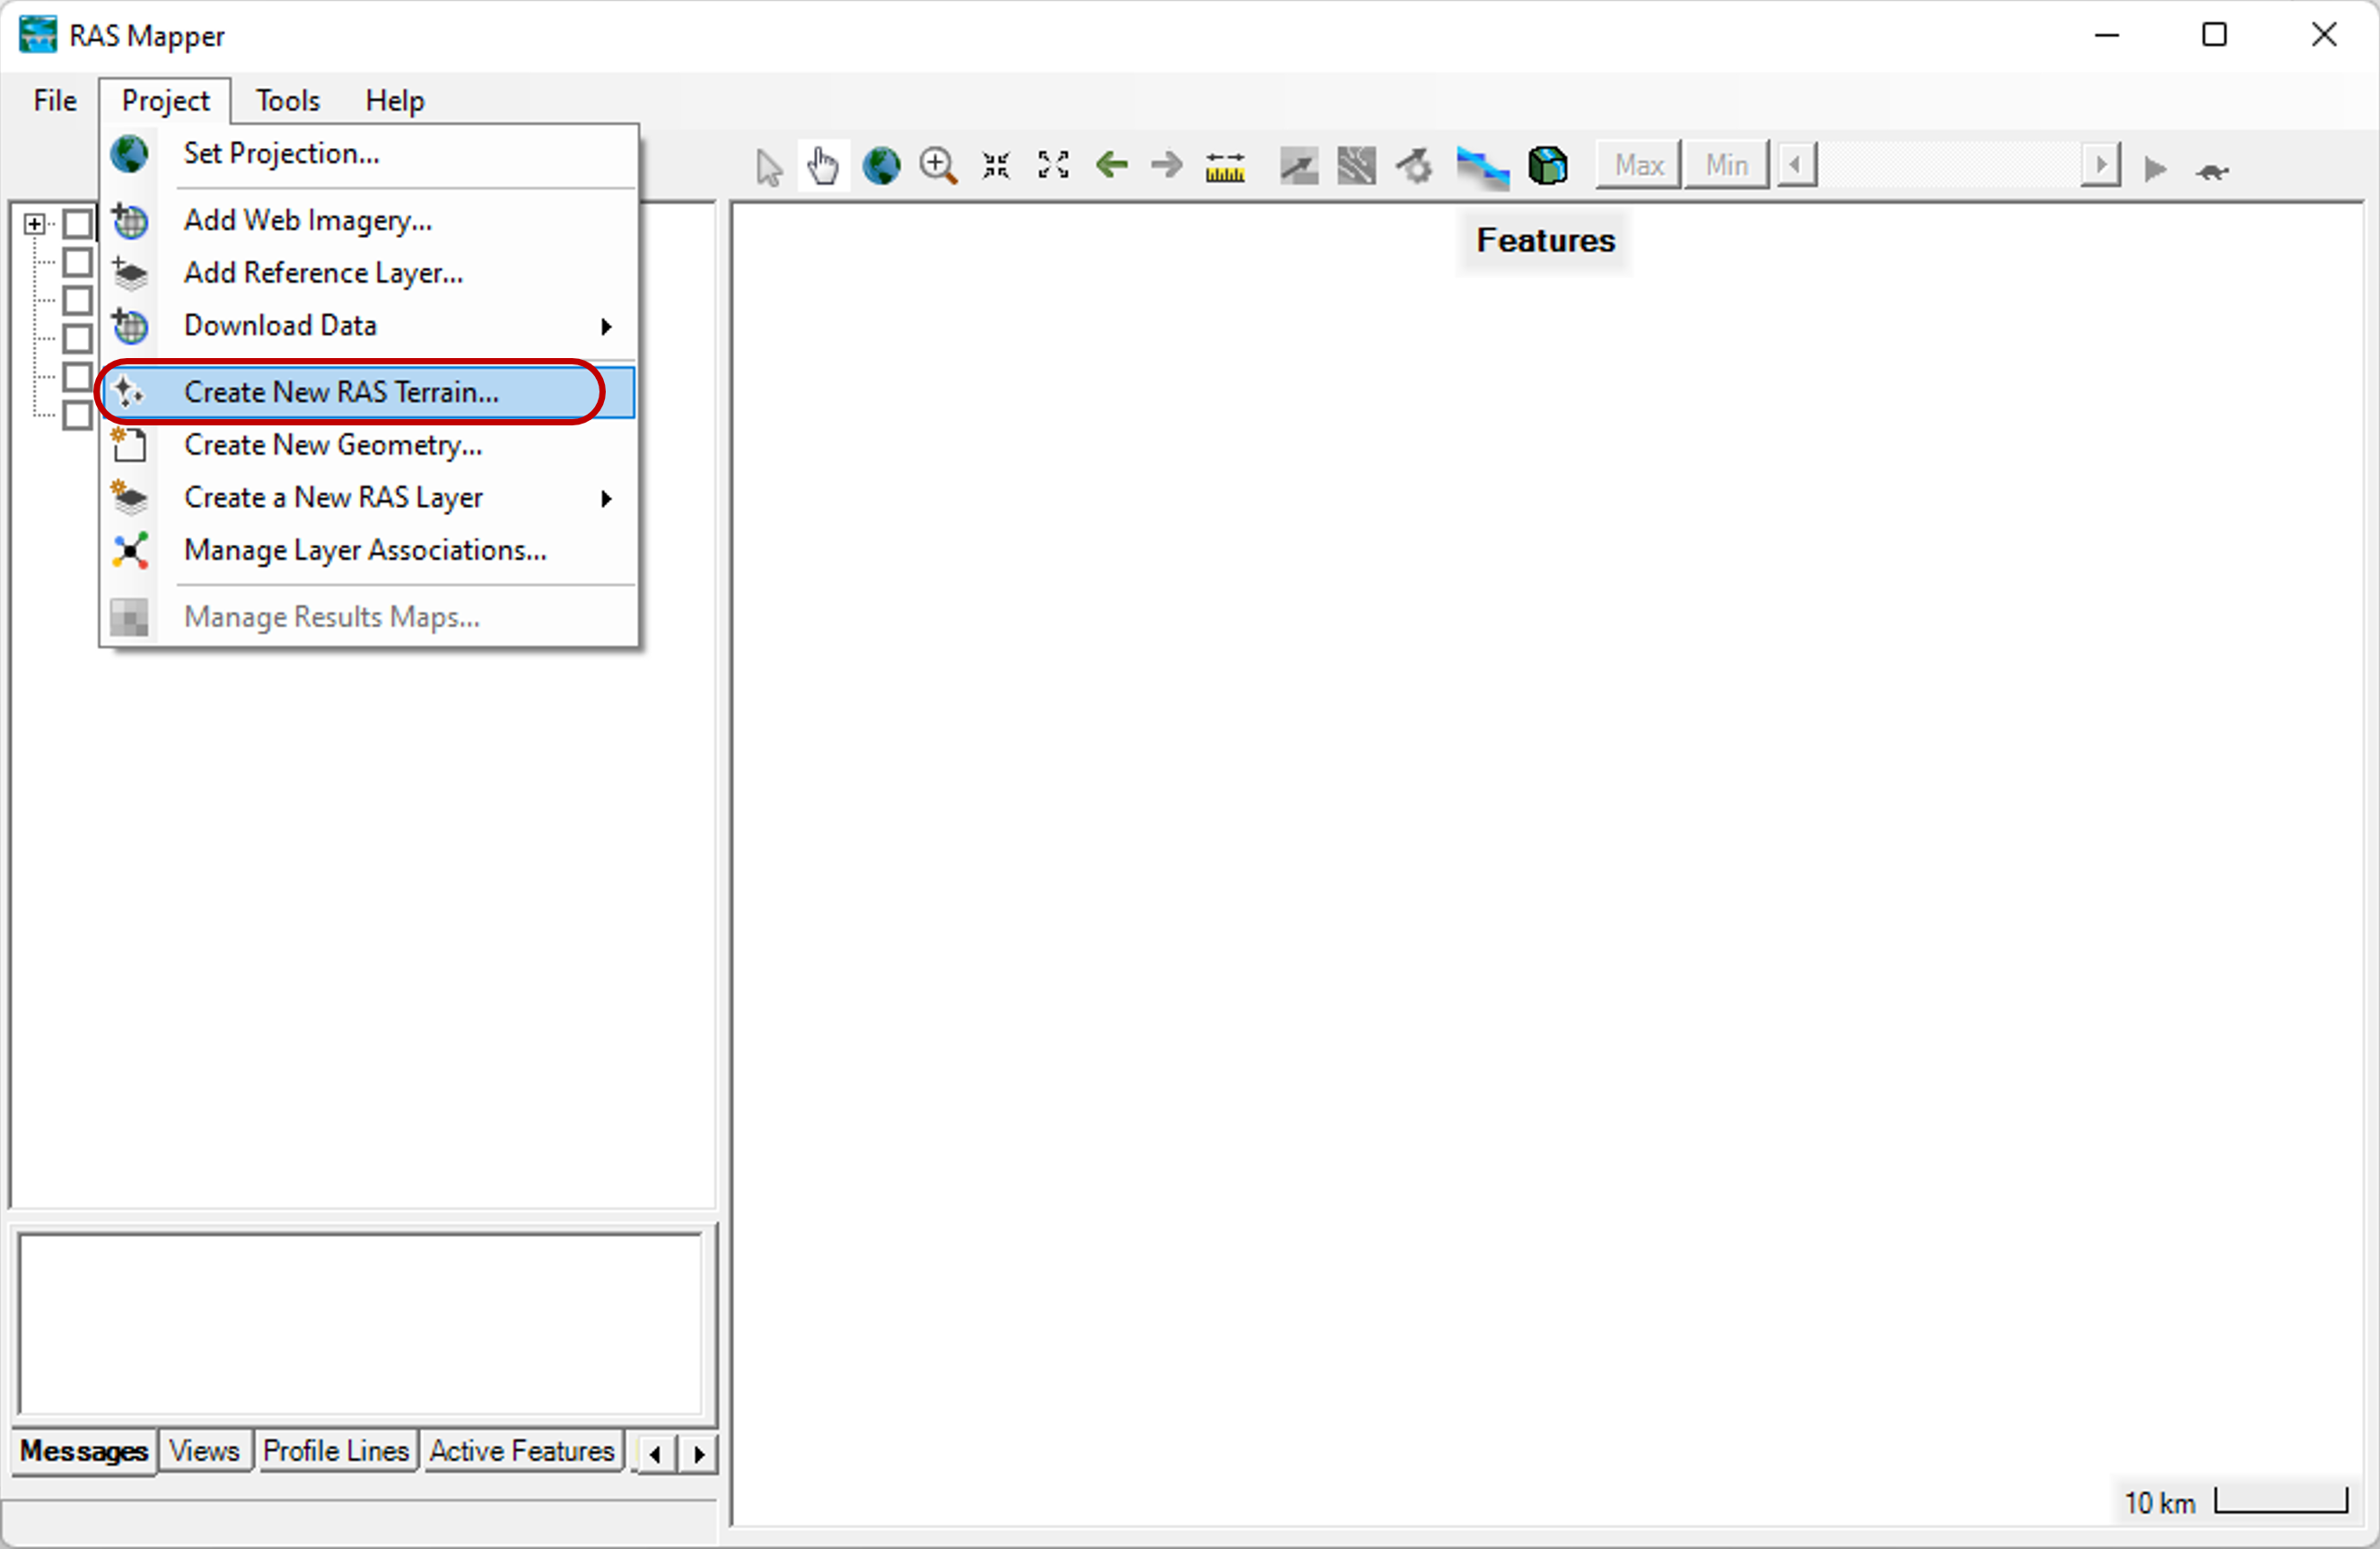 RAS Mapper
File Project Tools Help
Set Projection...
Max Min
Add Web Imagery...
Features
Add Reference Layer...
Download Data
Create New RAS Terrain...
Create New Geometry...
Create a New RAS Layer
Manage Layer Associations...
Manage Results Maps...
Messages Views Profile Lines Active Features
10 km